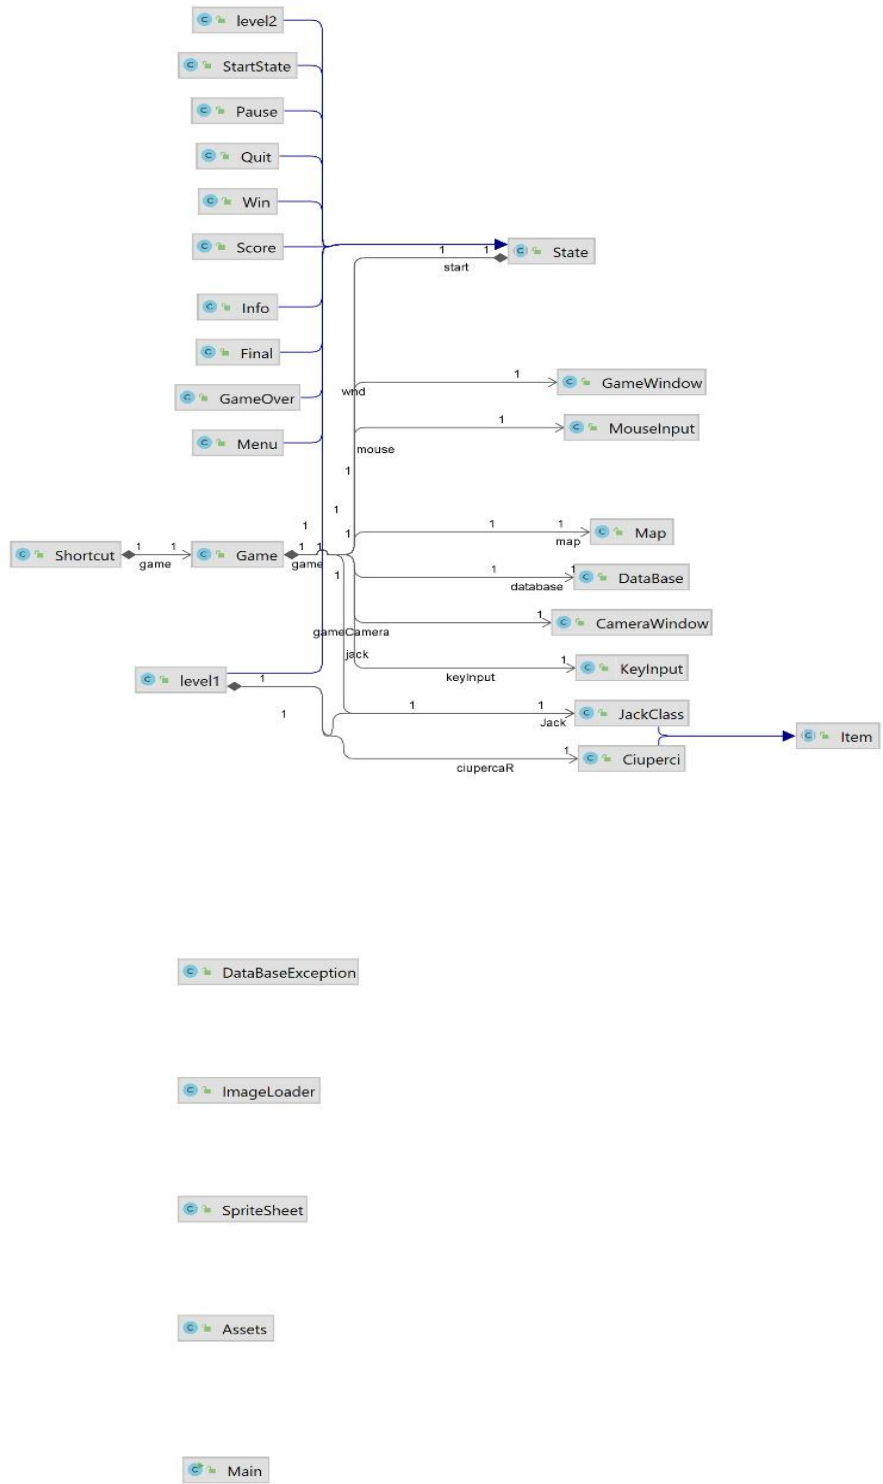 level2
StartState
Pause
Quit
Win
Score
1 1
State
start
Info
Final
1
GameWindow
wnd
GameOver
1
MouseInput
Menu
mouse
1
1
1 1 1
Map
1
map
1 1
Shortcut
1 1
Game
game
game
1 1
DataBase
1
database
1
CameraWindow
gameCamera
jack
1
KeyInput
keyInput
level1
1
1
1 1
JackClass
Jack
Item
1
Ciuperci
ciupercaR
DataBaseException
ImageLoader
SpriteSheet
Assets
Main